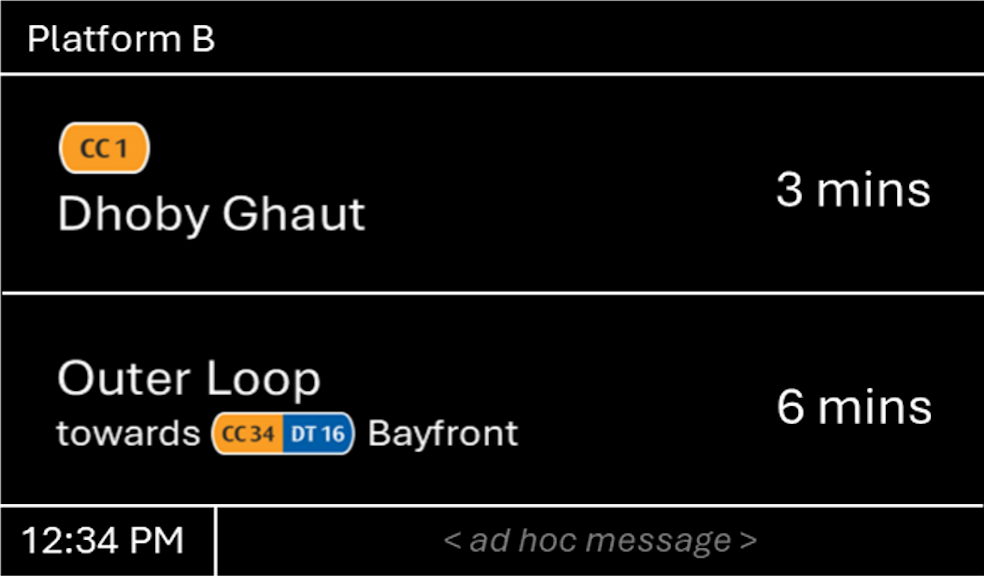 Platform B
CC 1
Dhoby Ghaut
3 mins
Outer Loop
towards CC 34 DT 16 Bayfront
6 mins
12:34 PM
< ad hoc message >